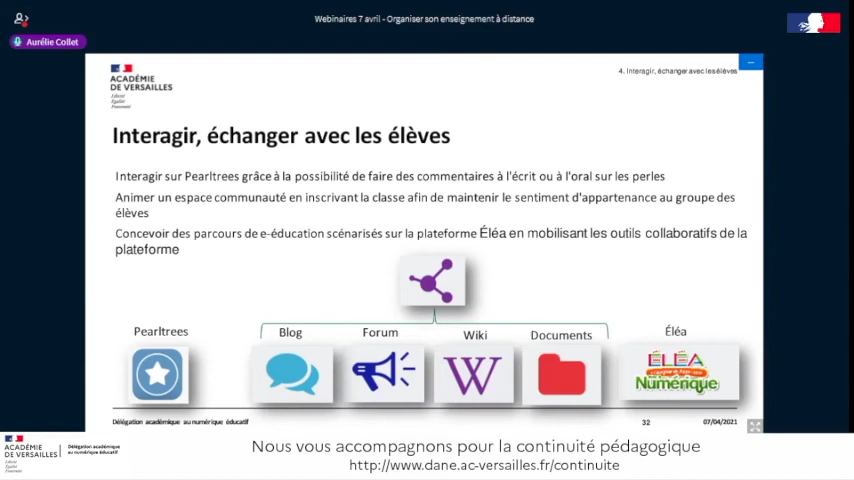 Webinaires 7 avril - Organiser son enseignement à distance
Aurélie Collet
ACADÉMIE
DE VERSAILLES
Liberté
Égalité
Fraternité
4. Interagir, échanger avec les élèves
Interagir, échanger avec les élèves
Interagir sur Pearltrees grâce à la possibilité de faire des commentaires à l'écrit ou à l'oral sur les perles
Animer un espace communauté en inscrivant la classe afin de maintenir le sentiment d'appartenance au groupe des
élèves
Concevoir des parcours de e-éducation scénarisés sur la plateforme Éléa en mobilisant les outils collaboratifs de la
plateforme
Pearltrees
Blog
Forum
Wiki
Documents
Éléa
W
ÉLÉA
Numérique
Délégation académique au numérique éducatif
32
07/04/2021
ACADÉMIE
DE VERSAILLES
Liberté
Égalité
Fraternité
Délégation académique
au numérique éducatif
Nous vous accompagnons pour la continuité pédagogique
http://www.dane.ac-versailles.fr/continuite